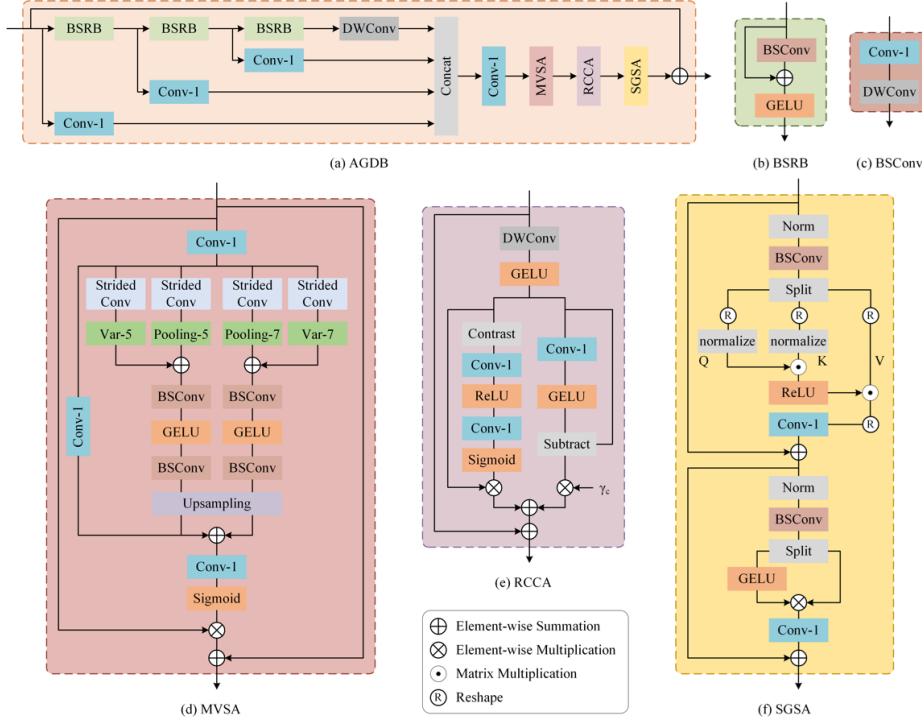 BSRB BSRB BSRB DWConv
Conv-1
Conv-1
Conv-1
Concat
Conv-1
MVSA
RCCA
SGSA
(a) AGDB
BSConv
GELU
(b) BSRB
Conv-1
DWConv
(c) BSConv
Conv-1
Strided Conv Strided Conv Strided Conv Strided Conv
Var-5 Pooling-5 Pooling-7 Var-7
Conv-1
BSConv BSConv
GELU GELU
BSConv BSConv
Upsampling
Conv-1
Sigmoid
(d) MVSA
DWConv
GELU
Contrast
Conv-1 Conv-1
ReLU GELU
Conv-1
Subtract
Sigmoid
γc
(e) RCCA
Element-wise Summation
Element-wise Multiplication
Matrix Multiplication
R Reshape
Norm
BSConv
Split
R R R
normalize normalize
Q K V
ReLU
Conv-1 R
Norm
BSConv
Split
GELU
Conv-1
(f) SGSA